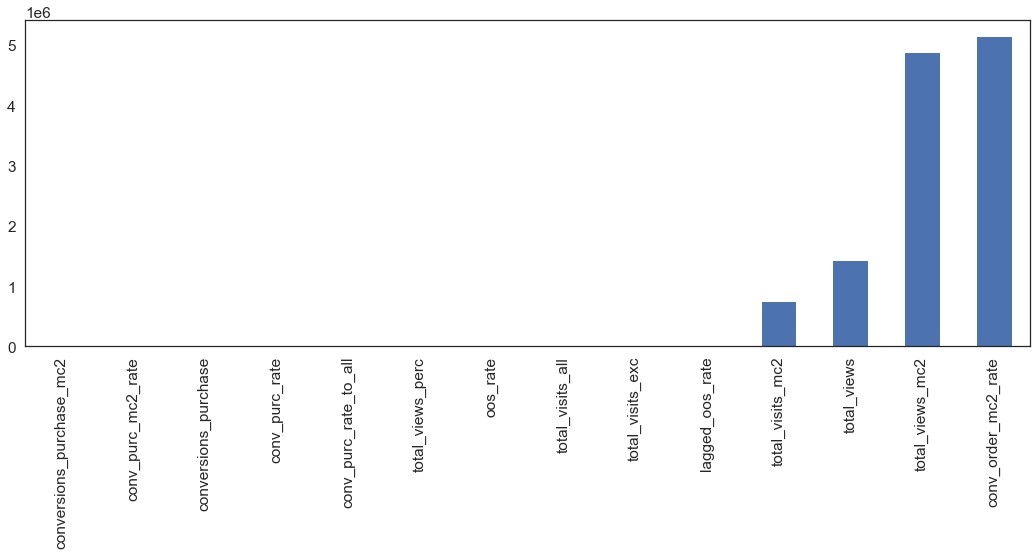 1e6
5
4
3
2
1
0
conversions_purchase_mc2
conv_purc_mc2_rate
conversions_purchase
conv_purc_rate
conv_purc_rate_to_all
total_views_perc
oos_rate
total_visits_all
total_visits_exc
lagged_oos_rate
total_visits_mc2
total_views
total_views_mc2
conv_order_mc2_rate